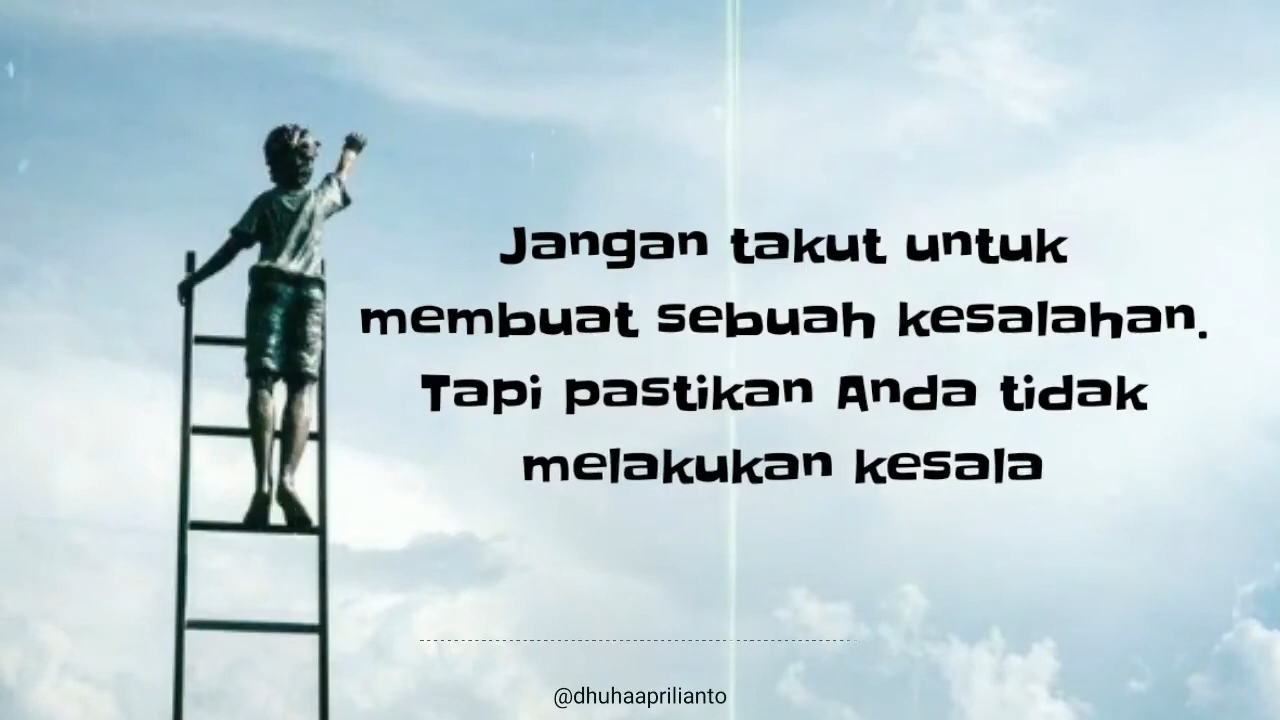 Jangan takut untuk
membuat sebuah kesalahan.
Tapi pastikan Anda tidak
melakukan kesala
@dhuhaaprilianto